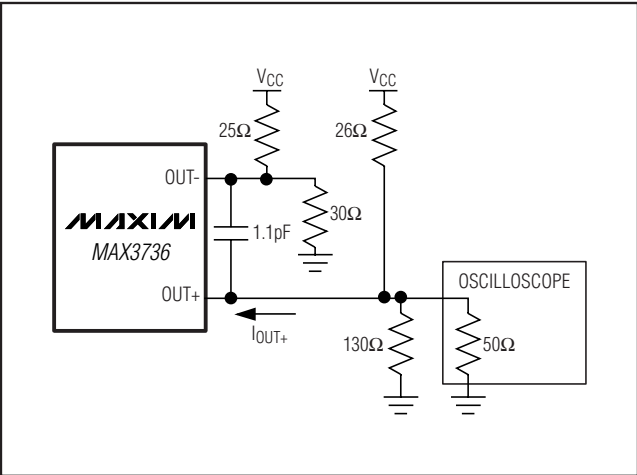 VCC
VCC
25Ω
26Ω
OUT-
30Ω
1.1pF
MAXIM
MAX3736
OUT+
IOUT+
OSCILLOSCOPE
130Ω
50Ω